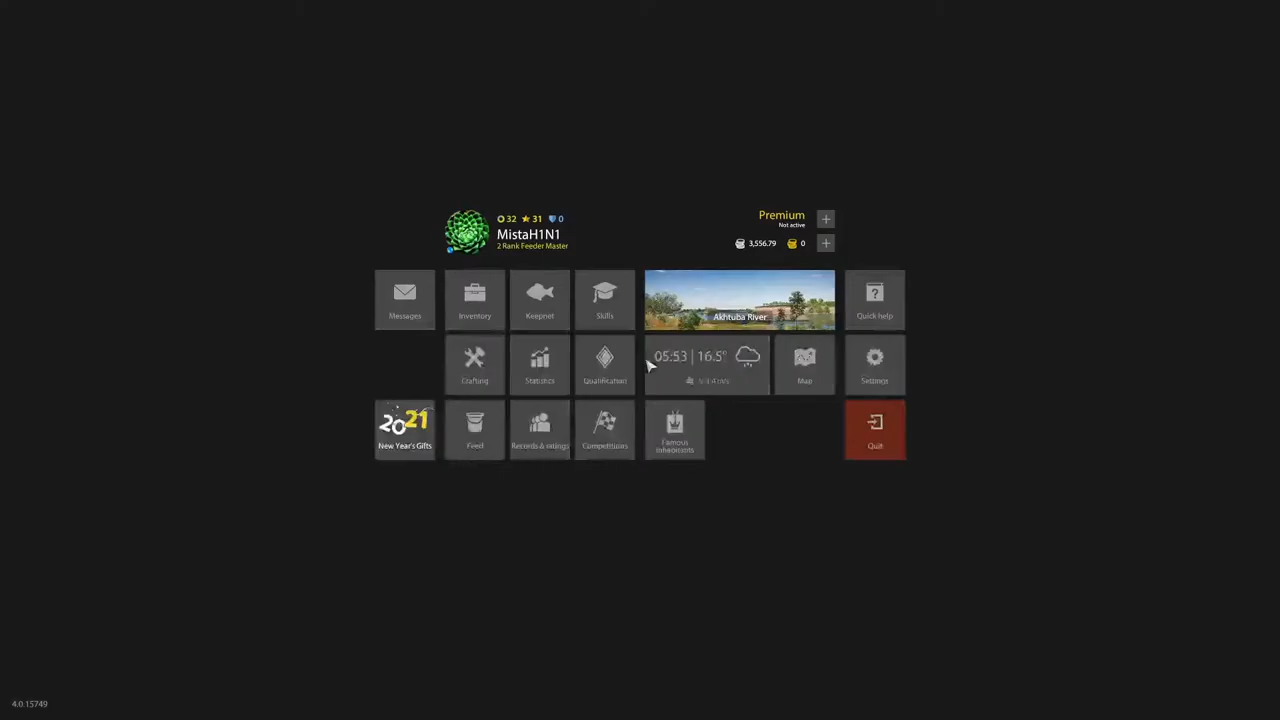 32 31 0
MistaH1N1
2 Rank Feeder Master
Premium
Not active
3,556.79 0
Messages
Inventory
Keepnet
Skills
Akhtuba River
Quick help
Crafting
Statistics
Qualification
05:53 16.5°
Map
Settings
2021
New Year's Gifts
Feed
Records & ratings
Competitions
Famous
Inhabitants
Quit
4.0.15749